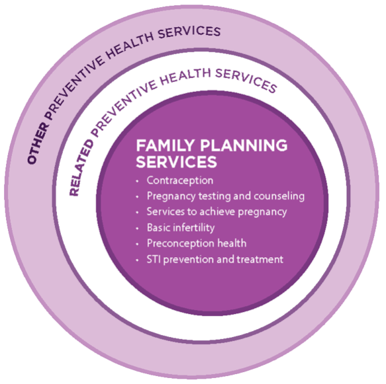 OTHER PREVENTIVE HEALTH SERVICES
RELATED PREVENTIVE HEALTH SERVICES
FAMILY PLANNING
SERVICES
• Contraception
• Pregnancy testing and counseling
• Services to achieve pregnancy
• Basic infertility
• Preconception health
• STI prevention and treatment